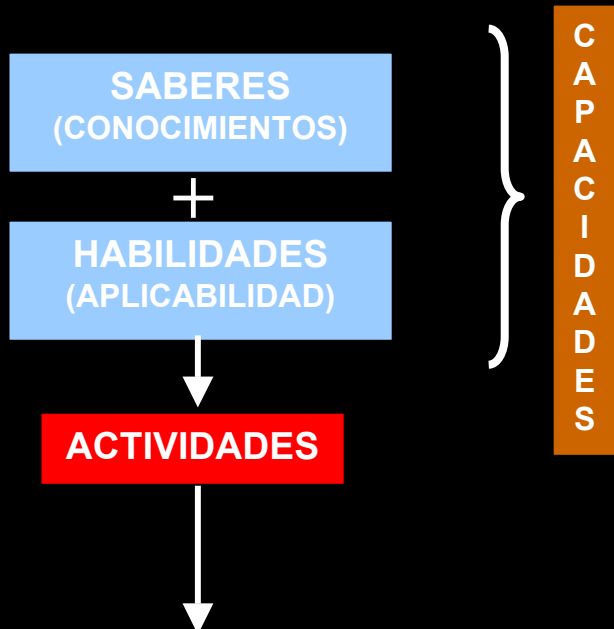 SABERES
(CONOCIMIENTOS)
+
HABILIDADES
(APLICABILIDAD)
ACTIVIDADES
C
A
P
A
C
I
D
A
D
E
S